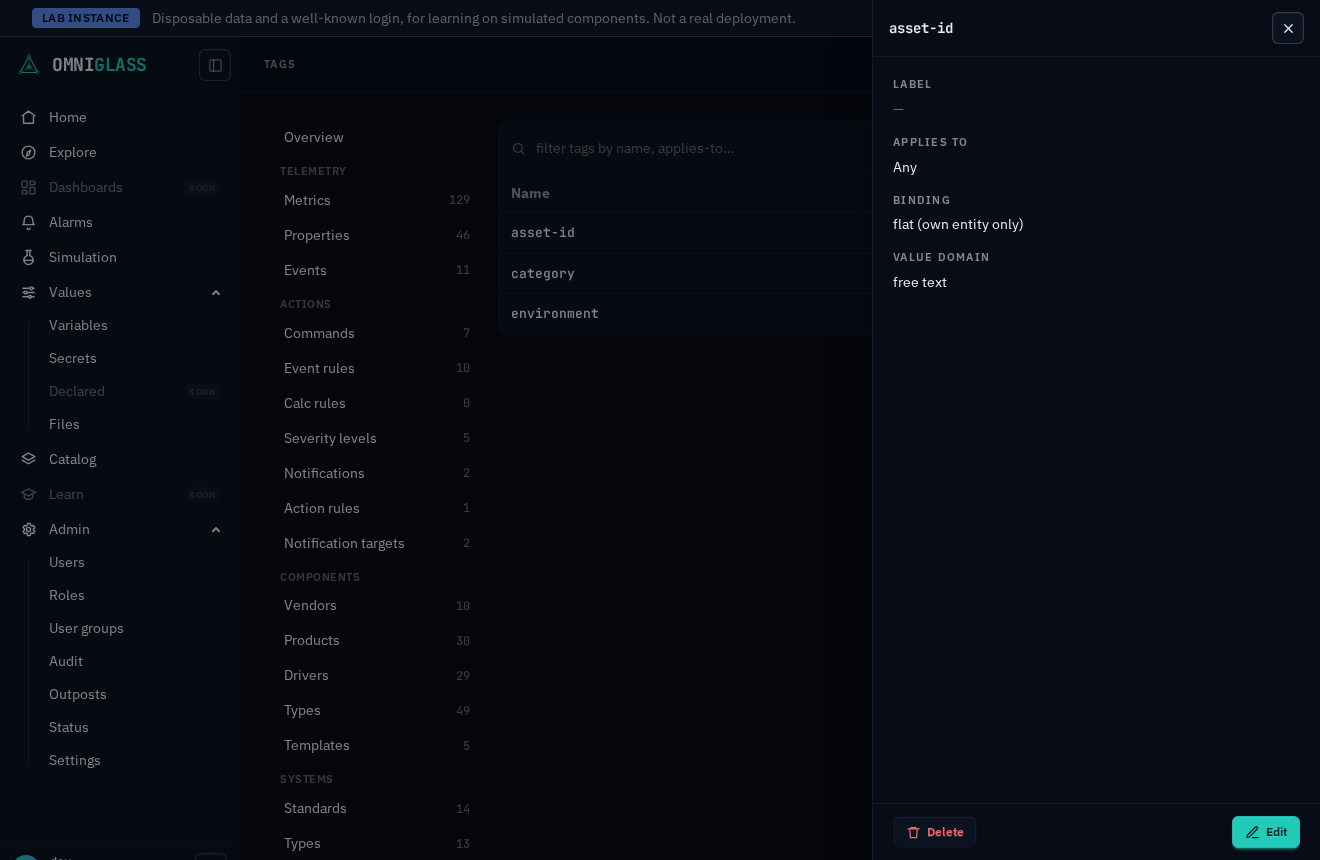 LAB INSTANCE Disposable data and a well-known login, for learning on simulated components. Not a real deployment.
OMNIGLASS
Home
Explore
Dashboards SOON
Alarms
Simulation
Values
Variables
Secrets
Declared SOON
Files
Catalog
Learn SOON
Admin
Users
Roles
User groups
Audit
Outposts
Status
Settings
TAGS
Overview
TELEMETRY
Metrics 129
Properties 46
Events 11
ACTIONS
Commands 7
Event rules 10
Calc rules 0
Severity levels 5
Notifications 2
Action rules 1
Notification targets 2
COMPONENTS
Vendors 10
Products 30
Drivers 29
Types 49
Templates 5
SYSTEMS
Standards 14
Types 13
filter tags by name, applies-to…
Name
asset-id
category
environment
asset-id
LABEL
—
APPLIES TO
Any
BINDING
flat (own entity only)
VALUE DOMAIN
free text
Delete
Edit